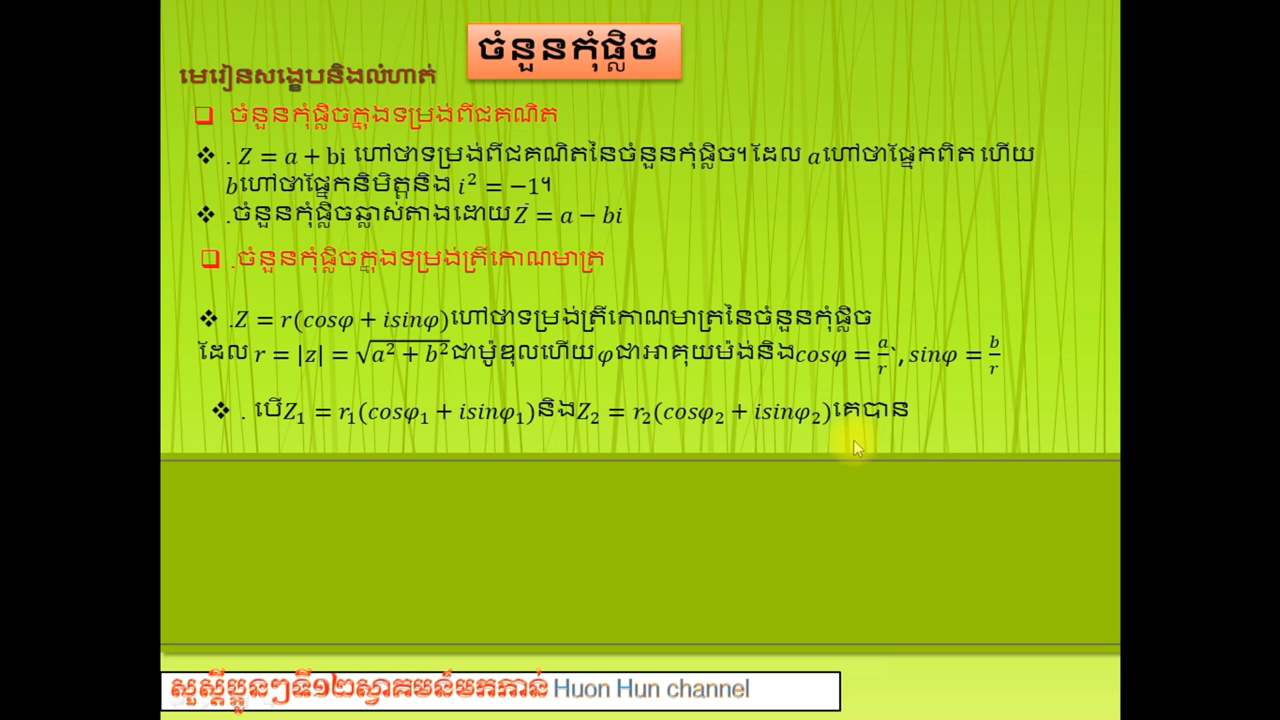 ចំនួនកុំផ្លិច
មេរៀនសង្ខេបនិងលំហាត់
ចំនួនកុំផ្លិចក្នុងទម្រង់ពីជគណិត
. Z = a + bi ហៅថាទម្រង់ពីជគណិតនៃចំនួនកុំផ្លិច។ ដែល a ហៅថាផ្នែកពិត ហើយ
b ហៅថាផ្នែកនិមិត្តនិង i² = −1។
.ចំនួនកុំផ្លិចឆ្លាស់តាងដោយ Z̄ = a − bi
.ចំនួនកុំផ្លិចក្នុងទម្រង់ត្រីកោណមាត្រ
.Z = r(cosφ + isinφ)ហៅថាទម្រង់ត្រីកោណមាត្រនៃចំនួនកុំផ្លិច
ដែល r = |z| = √(a² + b²) ជាម៉ូឌុលហើយ φ ជាអាគុយម៉ង់និង cosφ = a/r`, sinφ = b/r
. បើ Z₁ = r₁(cosφ₁ + isinφ₁) និង Z₂ = r₂(cosφ₂ + isinφ₂) គេបាន
សួស្តីប្អូនៗទី១២ស្វាគមន៍មកកាន់ Huon Hun channel